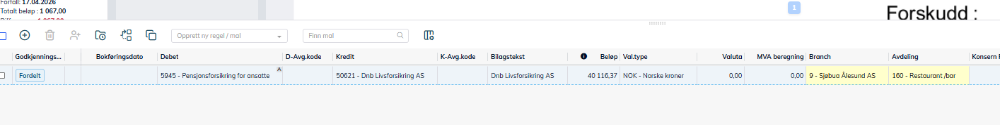 Forfall: 17.04.2026
Totalt beløp : 1 067,00
1
Forskudd :
Opprett ny regel / mal
Finn mal
Godkjennings... Bokføringsdato Debet D-Avg.kode Kredit K-Avg.kode Bilagstekst Beløp Val.type Valuta MVA beregning Branch Avdeling Konsern
Fordelt 5945 - Pensjonsforsikring for ansatte A 50621 - Dnb Livsforsikring AS Dnb Livsforsikring AS 40 116,37 NOK - Norske kroner 0,00 0,00 9 - Sjøbua Ålesund AS 160 - Restaurant /bar